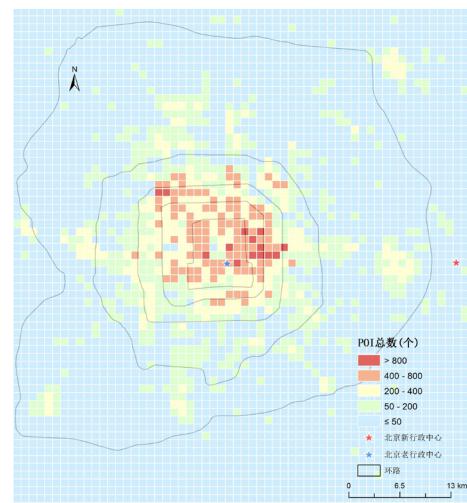 N
POI总数(个)
> 800
400 - 800
200 - 400
50 - 200
≤ 50
北京新行政中心
北京老行政中心
环路
0 6.5 13 km